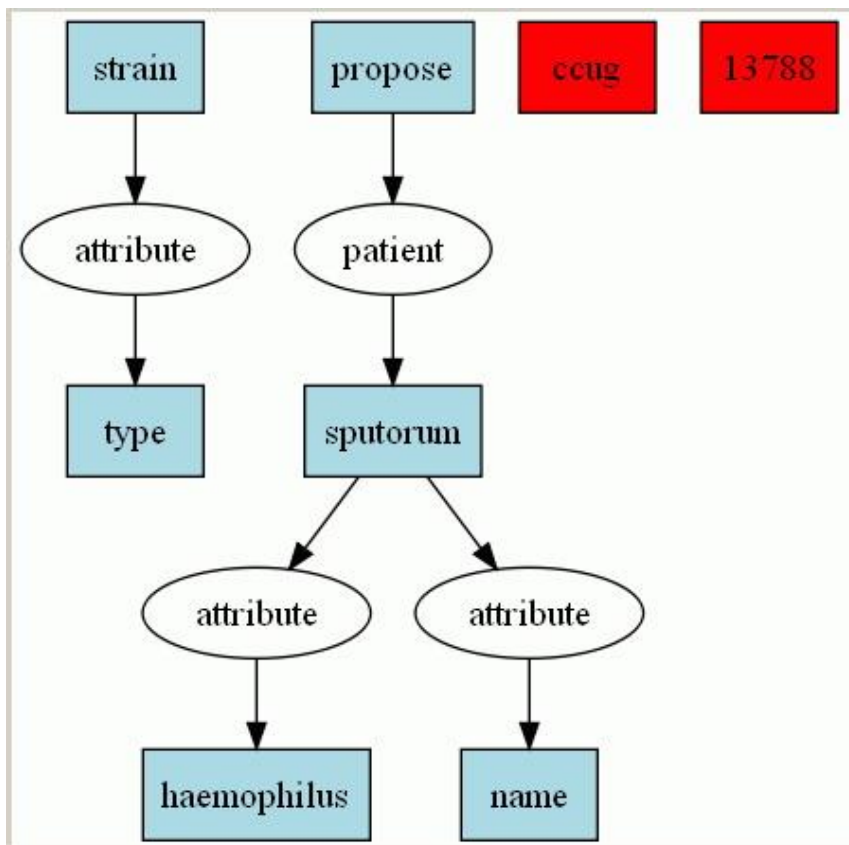 strain propose ccug 13788
attribute patient
type sputorum
attribute attribute
haemophilus name